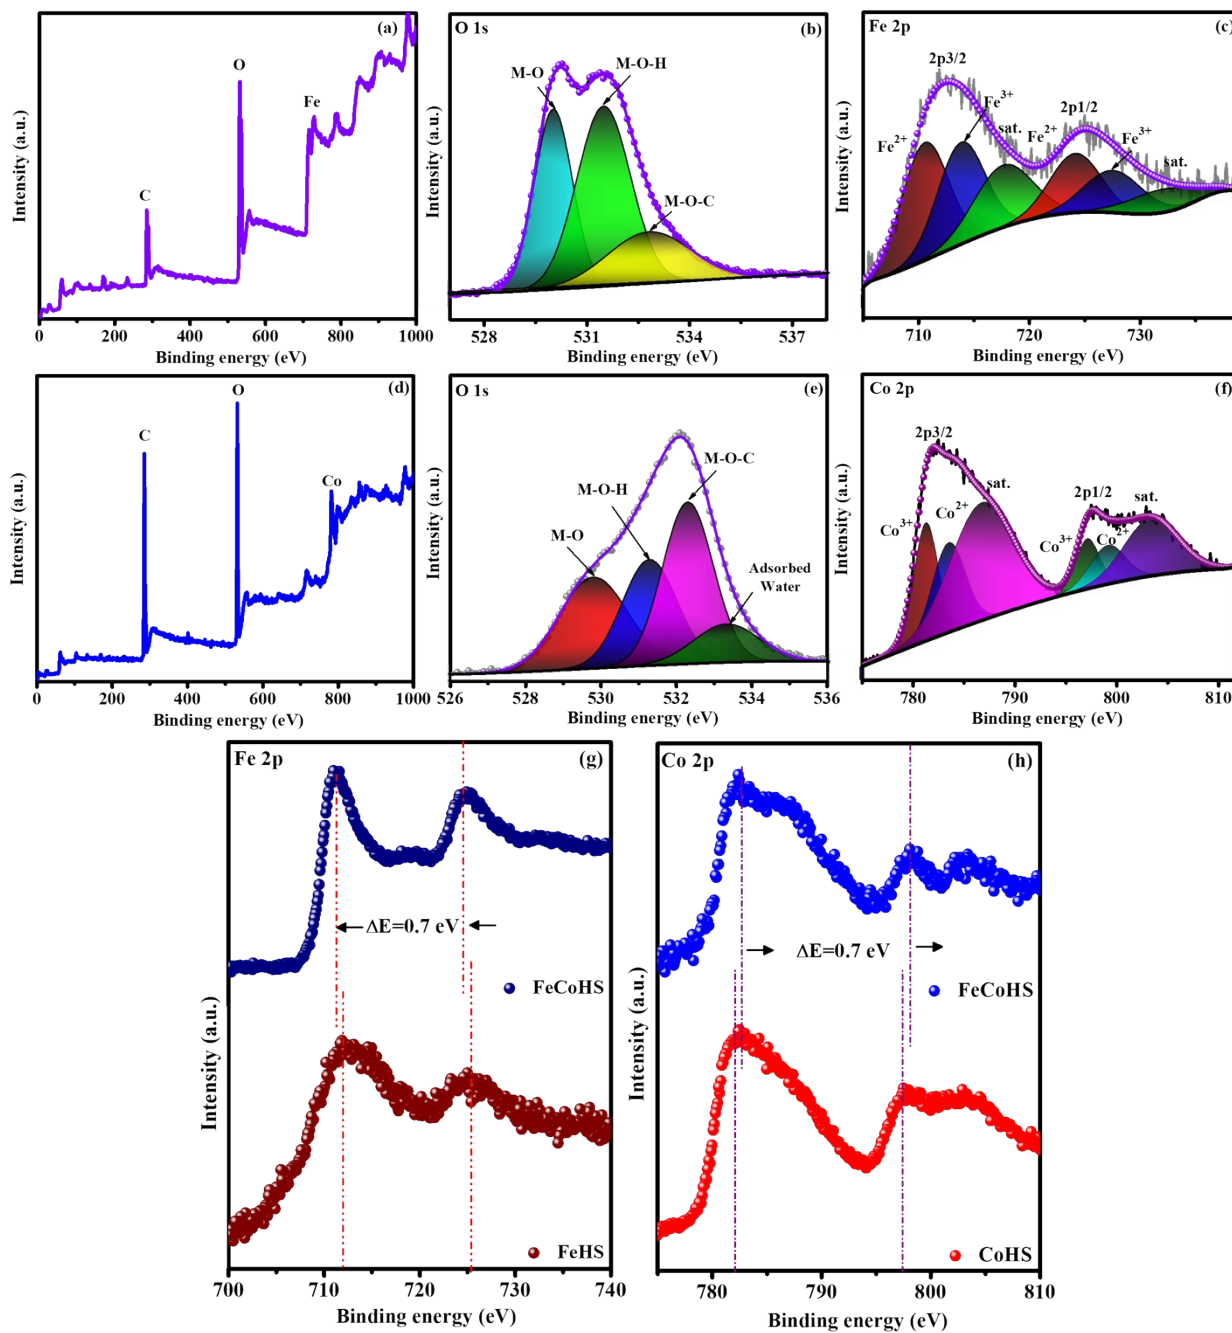 (a)
C
O
Fe
Intensity (a.u.)
0 200 400 600 800 1000
Binding energy (eV)
O 1s
(b)
M-O
M-O-H
M-O-C
Intensity (a.u.)
528 531 534 537
Binding energy (eV)
Fe 2p
(c)
2p3/2
Fe³⁺
Fe²⁺
sat.
Fe²⁺
2p1/2
Fe³⁺
sat.
Intensity (a.u.)
710 720 730
Binding energy (eV)
(d)
C
O
Co
Intensity (a.u.)
0 200 400 600 800 1000
Binding energy (eV)
O 1s
(e)
M-O
M-O-H
M-O-C
Adsorbed
Water
Intensity (a.u.)
526 528 530 532 534 536
Binding energy (eV)
Co 2p
(f)
2p3/2
Co³⁺
Co²⁺
sat.
2p1/2
Co³⁺
Co²⁺
sat.
Intensity (a.u.)
780 790 800 810
Binding energy (eV)
Fe 2p
(g)
ΔE=0.7 eV
FeCoHS
FeHS
Intensity (a.u.)
700 710 720 730 740
Binding energy (eV)
Co 2p
(h)
ΔE=0.7 eV
FeCoHS
CoHS
Intensity (a.u.)
780 790 800 810
Binding energy (eV)